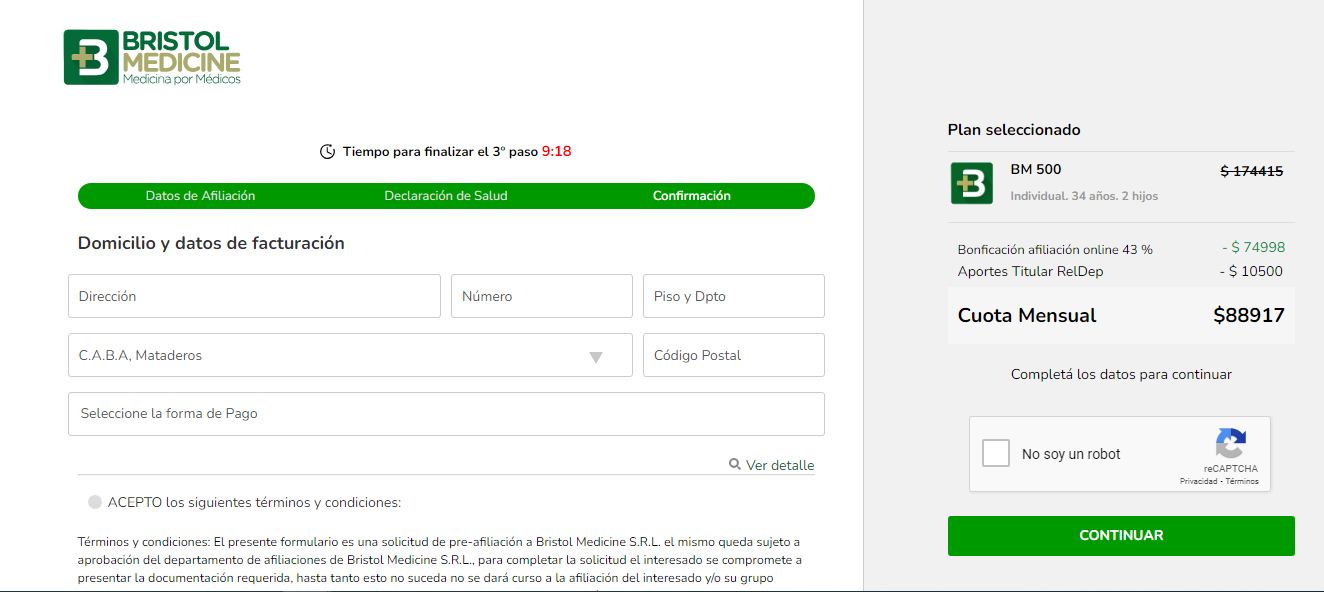 BRISTOL
MEDICINE
Medicina por Médicos
Tiempo para finalizar el 3º paso 9:18
Datos de Afiliación Declaración de Salud Confirmación
Domicilio y datos de facturación
Dirección Número Piso y Dpto
C.A.B.A, Mataderos Código Postal
Seleccione la forma de Pago
Ver detalle
ACEPTO los siguientes términos y condiciones:
Términos y condiciones: El presente formulario es una solicitud de pre-afiliación a Bristol Medicine S.R.L. el mismo queda sujeto a
aprobación del departamento de afiliaciones de Bristol Medicine S.R.L., para completar la solicitud el interesado se compromete a
presentar la documentación requerida, hasta tanto esto no suceda no se dará curso a la afiliación del interesado y/o su grupo
Plan seleccionado
BM 500 $ 174415
Individual. 34 años. 2 hijos
Bonficación afiliación online 43 % - $ 74998
Aportes Titular RelDep - $ 10500
Cuota Mensual $88917
Completá los datos para continuar
No soy un robot
reCAPTCHA
Privacidad - Términos
CONTINUAR